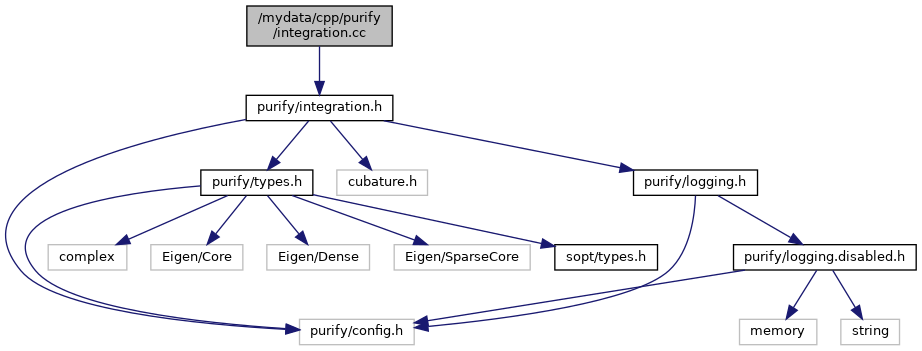 /mydata/cpp/purify
/integration.cc
purify/integration.h
purify/types.h
cubature.h
purify/logging.h
complex
Eigen/Core
Eigen/Dense
Eigen/SparseCore
sopt/types.h
purify/logging.disabled.h
purify/config.h
memory
string